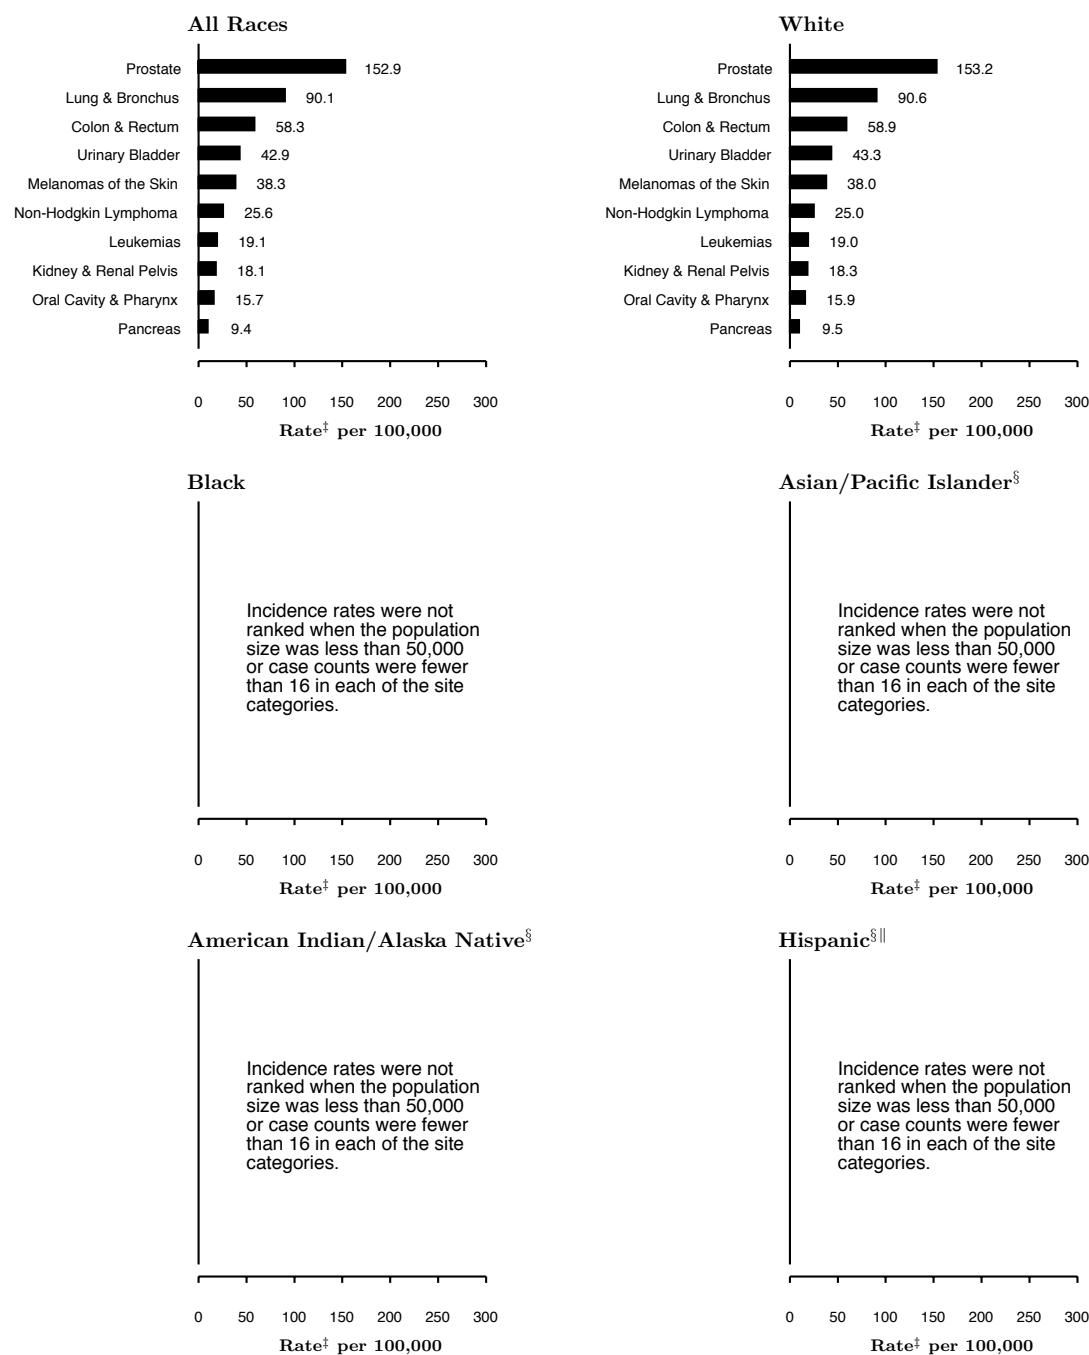 All Races
Prostate 152.9
Lung & Bronchus 90.1
Colon & Rectum 58.3
Urinary Bladder 42.9
Melanomas of the Skin 38.3
Non-Hodgkin Lymphoma 25.6
Leukemias 19.1
Kidney & Renal Pelvis 18.1
Oral Cavity & Pharynx 15.7
Pancreas 9.4
0 50 100 150 200 250 300
Rate‡ per 100,000
White
Prostate 153.2
Lung & Bronchus 90.6
Colon & Rectum 58.9
Urinary Bladder 43.3
Melanomas of the Skin 38.0
Non-Hodgkin Lymphoma 25.0
Leukemias 19.0
Kidney & Renal Pelvis 18.3
Oral Cavity & Pharynx 15.9
Pancreas 9.5
0 50 100 150 200 250 300
Rate‡ per 100,000
Black
Incidence rates were not
ranked when the population
size was less than 50,000
or case counts were fewer
than 16 in each of the site
categories.
0 50 100 150 200 250 300
Rate‡ per 100,000
Asian/Pacific Islander§
Incidence rates were not
ranked when the population
size was less than 50,000
or case counts were fewer
than 16 in each of the site
categories.
0 50 100 150 200 250 300
Rate‡ per 100,000
American Indian/Alaska Native§
Incidence rates were not
ranked when the population
size was less than 50,000
or case counts were fewer
than 16 in each of the site
categories.
0 50 100 150 200 250 300
Rate‡ per 100,000
Hispanic§‖
Incidence rates were not
ranked when the population
size was less than 50,000
or case counts were fewer
than 16 in each of the site
categories.
0 50 100 150 200 250 300
Rate‡ per 100,000